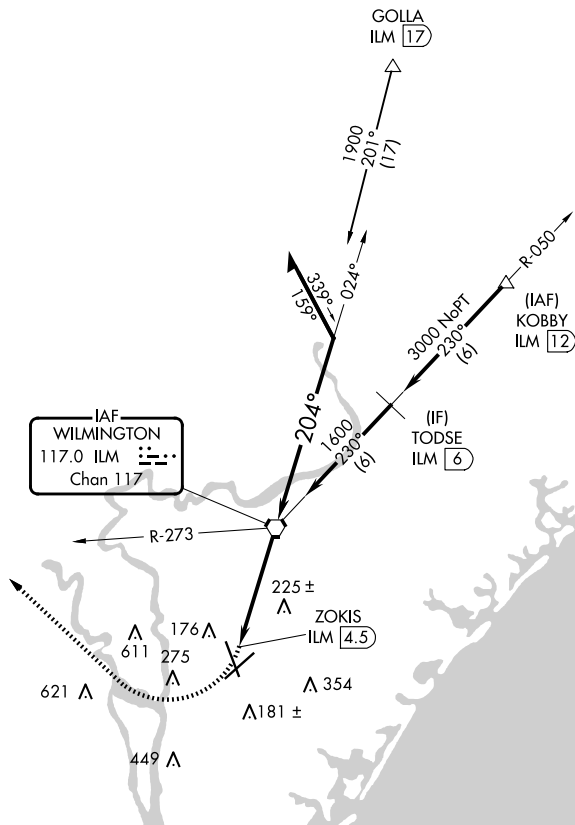 GOLLA
ILM 17
1900
201°
(17)
R-050
024°
339°
159°
(IAF)
KOBBY
ILM 12
3000 NoPT
230°
(6)
204°
(IF)
TODSE
ILM 6
1600
230°
(6)
IAF
WILMINGTON
117.0 ILM
Chan 117
R-273
225 ±
ZOKIS
ILM 4.5
176
611
275
621
354
181 ±
449